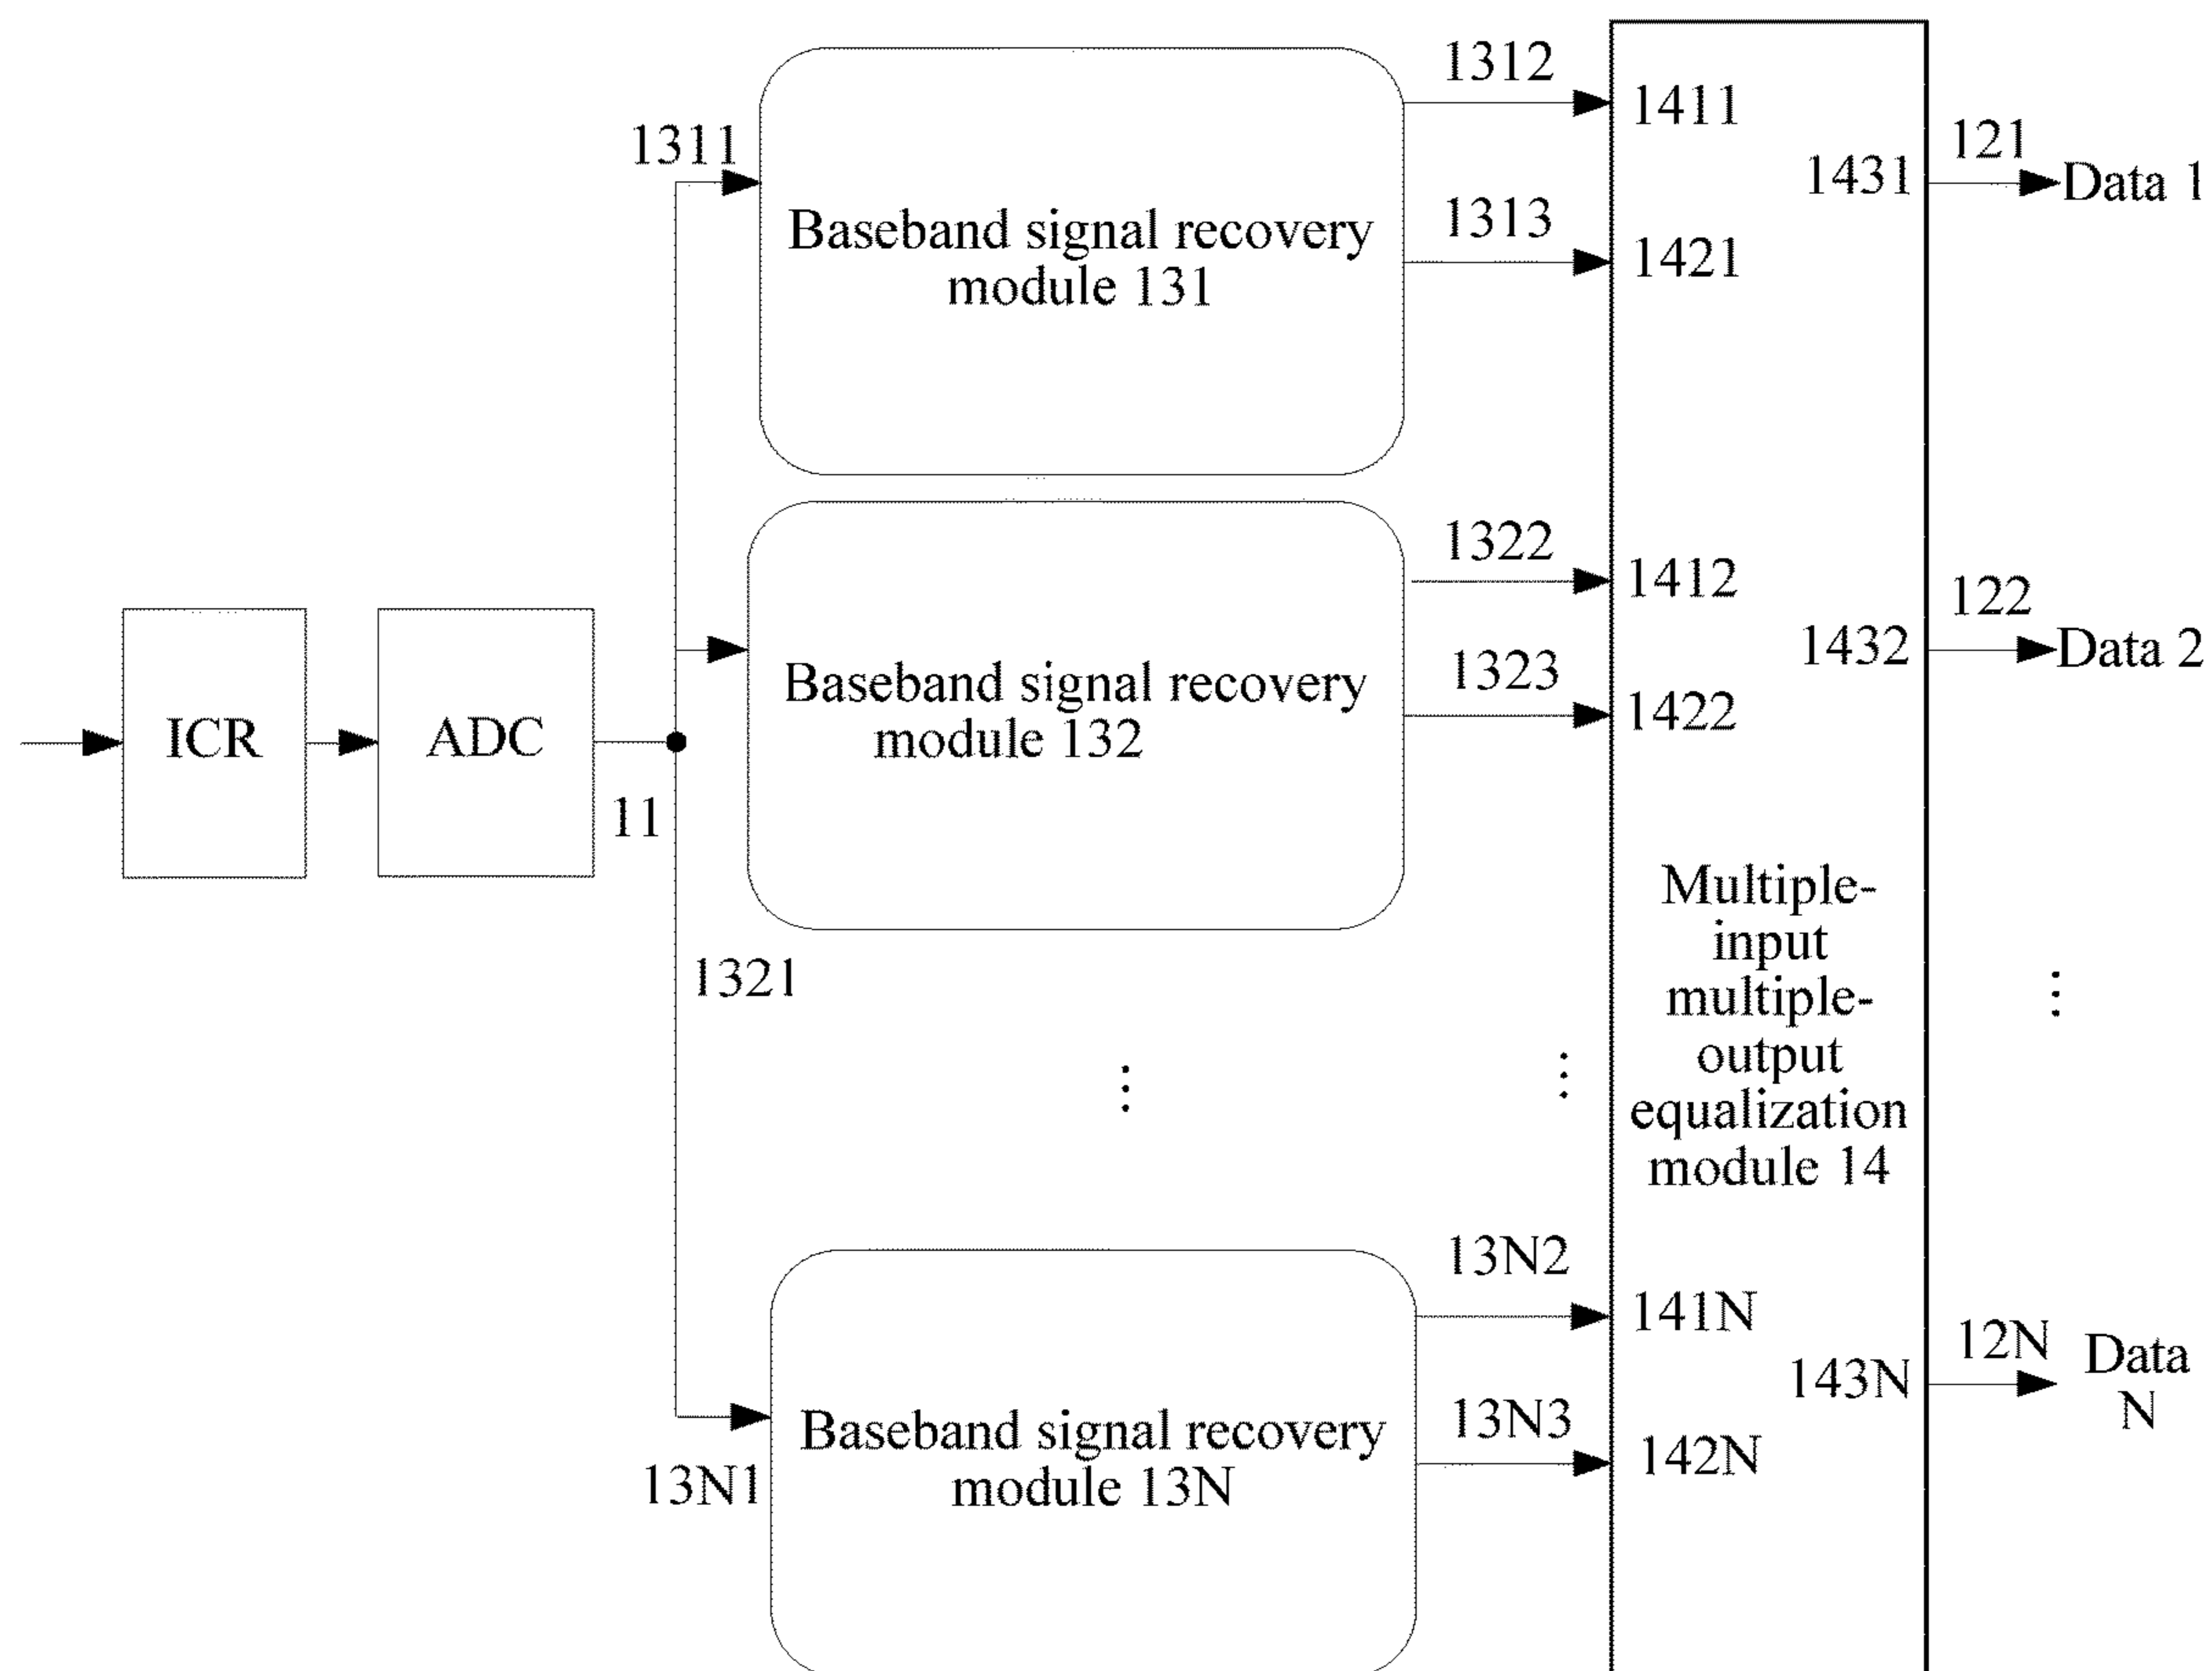 1312
1411
1311
121
1431
Data 1
Baseband signal recovery
module 131
1313
1421
1322
1412
122
1432
Data 2
Baseband signal recovery
module 132
1323
1422
ICR
ADC
11
1321
Multiple-
input
multiple-
output
equalization
module 14
13N2
141N
12N
143N
Data
N
Baseband signal recovery
module 13N
13N3
142N
13N1